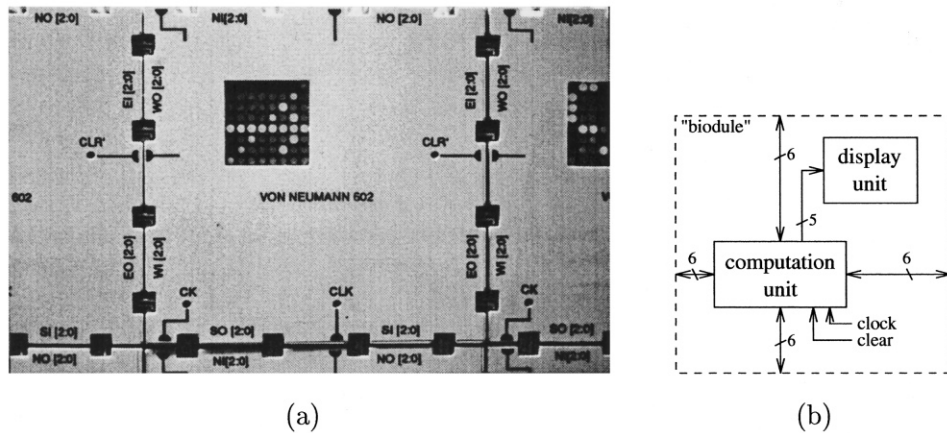 NO [2:0] NI[2:0] NO [2:0] NI[2:0]
EI [2:0] WO [2:0] EI [2:0] WO [2:0]
CLR' CLR'
602 VON NEUMANN 602 V
EO [2:0] WI [2:0] EO [2:0] WI [2:0]
K CK CLK CK
SI [2:0] SO [2:0] SI [2:0] SO [2:0]
NO [2:0] NI[2:0] NO [2:0] NI[2:0]
(a)
"biodule"
6
display
unit
5
6 computation 6
unit
clock
6 clear
(b)